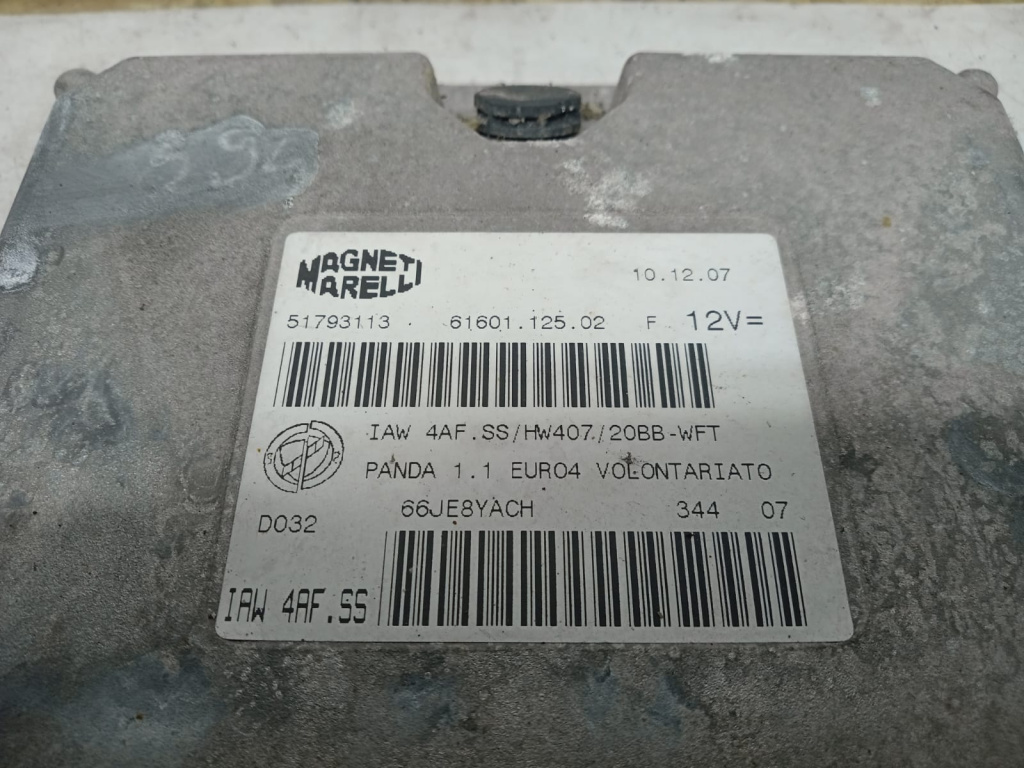 MAGNETI
MARELLI
10.12.07
51793113 61601.125.02 F 12V=
IAW 4AF.SS/HW407/20BB-WFT
PANDA 1.1 EURO4 VOLONTARIATO
66JE8YACH 344 07
D032
IAW 4AF.SS